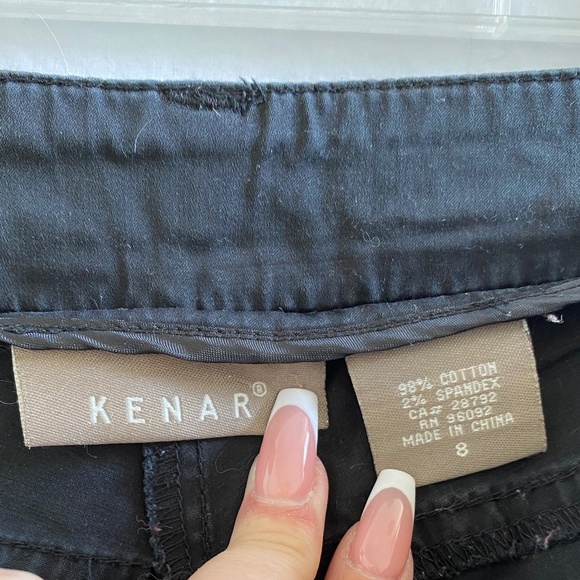 KENAR®
98% COTTON
2% SPANDEX
CA# 28792
RN 96092
MADE IN CHINA
8